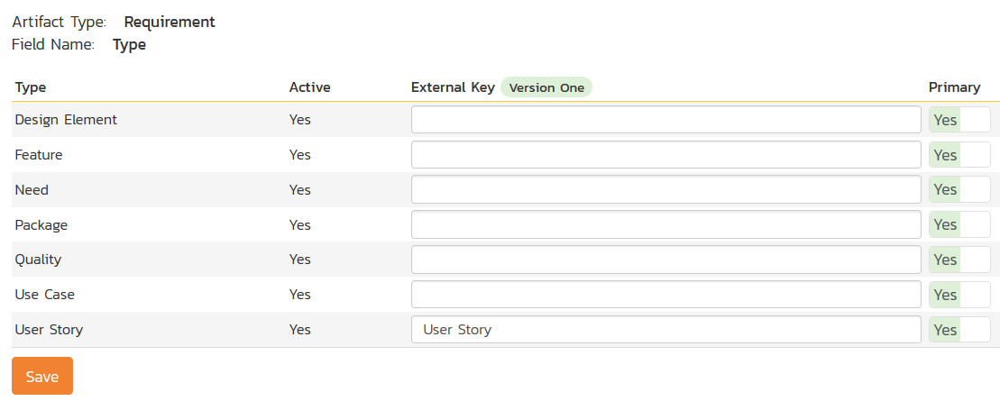 Artifact Type: Requirement
Field Name: Type
Type Active External Key Version One Primary
Design Element Yes Yes
Feature Yes Yes
Need Yes Yes
Package Yes Yes
Quality Yes Yes
Use Case Yes Yes
User Story Yes User Story Yes
Save